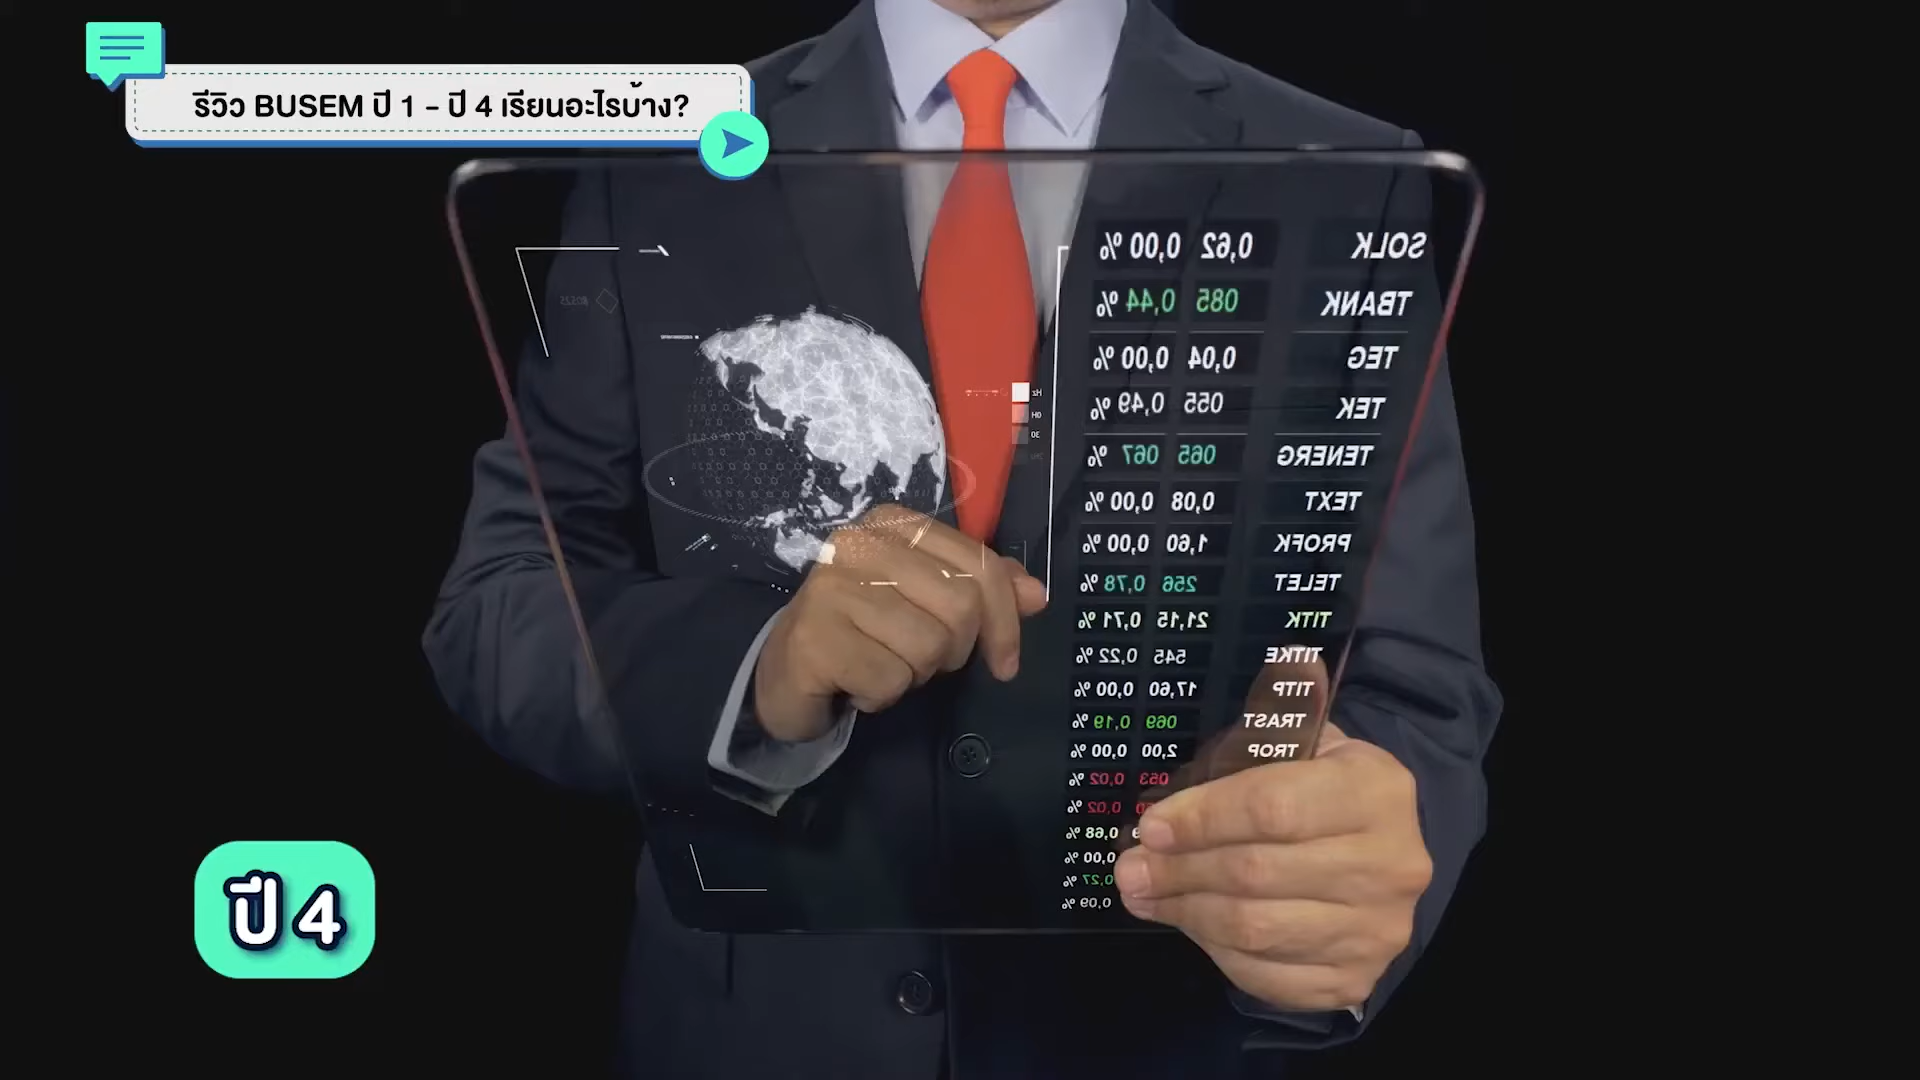 รีวิว BUSEM ปี 1 - ปี 4 เรียนอะไรบ้าง?
SOLK 0,62 0,00 %
TBANK 085 0,44 %
TEG 0,04 0,00 %
TEK 055 0,49 %
TENERG 065 067 %
TEXT 0,08 0,00 %
PROFK 1,60 0,00 %
TELET 256 0,78 %
TITK 21,15 0,71 %
TITKE 545 0,22 %
TITP 17,60 0,00 %
TRAST 069 0,19 %
TROP 2,00 0,00 %
063 0,02 %
0,02 %
0,68 %
0,00 %
0,27 %
0,09 %
ปี 4